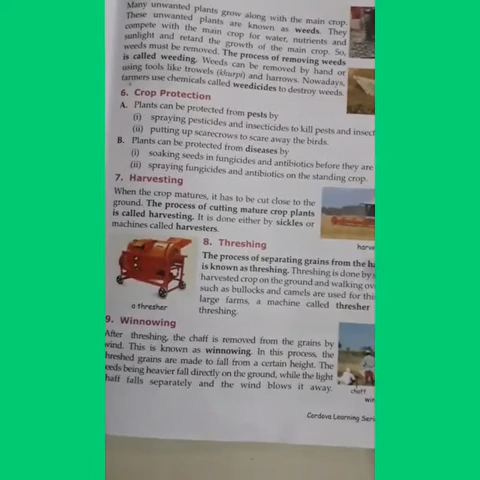 Many unwanted plants grow along with the main crop.
These unwanted plants are known as weeds. They
compete with the main crop for water, nutrients and
sunlight and retard the growth of the main crop. So,
weeds must be removed. The process of removing weeds
is called weeding. Weeds can be removed by hand or
using tools like trowels (khurpi) and harrows. Nowadays,
farmers use chemicals called weedicides to destroy weeds.
6. Crop Protection
A. Plants can be protected from pests by
(i) spraying pesticides and insecticides to kill pests and insect
(ii) putting up scarecrows to scare away the birds.
B. Plants can be protected from diseases by
(i) soaking seeds in fungicides and antibiotics before they are
(ii) spraying fungicides and antibiotics on the standing crop.
7. Harvesting
When the crop matures, it has to be cut close to the
ground. The process of cutting mature crop plants
is called harvesting. It is done either by sickles or
machines called harvesters.
harve
8. Threshing
The process of separating grains from the ha
is known as threshing. Threshing is done by
harvested crop on the ground and walking ov
such as bullocks and camels are used for thi
large farms, a machine called thresher
threshing.
a thresher
9. Winnowing
After threshing, the chaff is removed from the grains by
wind. This is known as winnowing. In this process, the
hreshed grains are made to fall from a certain height. The
eeds being heavier fall directly on the ground, while the light
haff falls separately and the wind blows it away.
chaff
win
Cordova Learning Seri